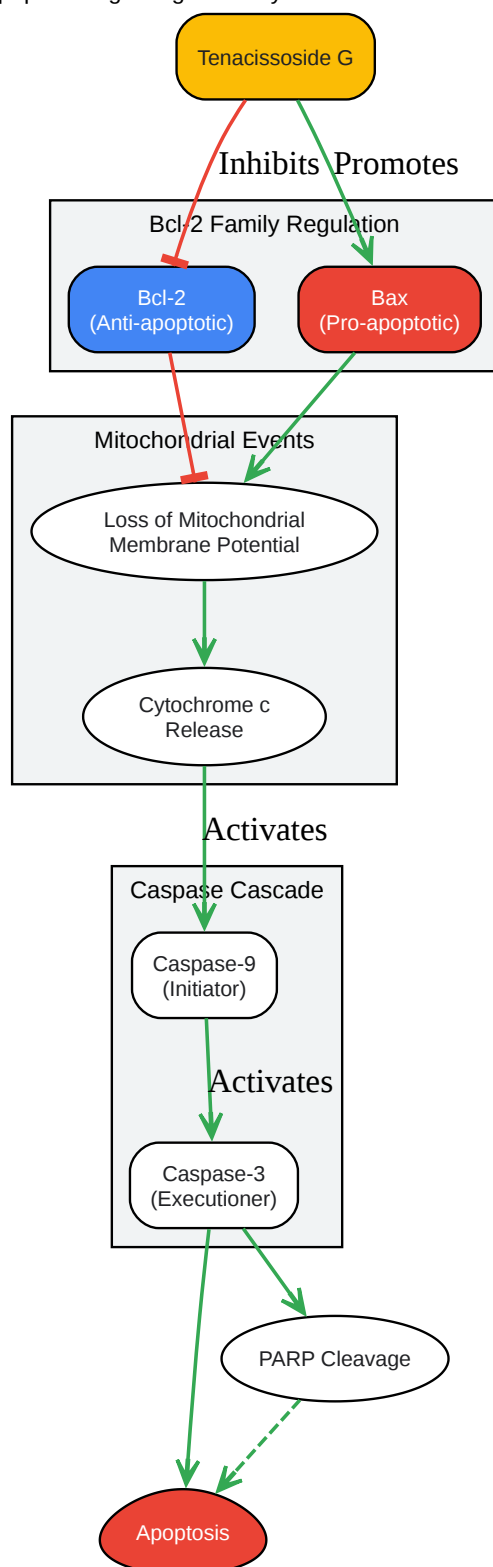 Tenacissoside G
Inhibits Promotes
Bcl-2 Family Regulation
Bcl-2
(Anti-apoptotic)
Bax
(Pro-apoptotic)
Mitochondrial Events
Loss of Mitochondrial
Membrane Potential
Cytochrome c
Release
Activates
Caspase Cascade
Caspase-9
(Initiator)
Activates
Caspase-3
(Executioner)
PARP Cleavage
Apoptosis